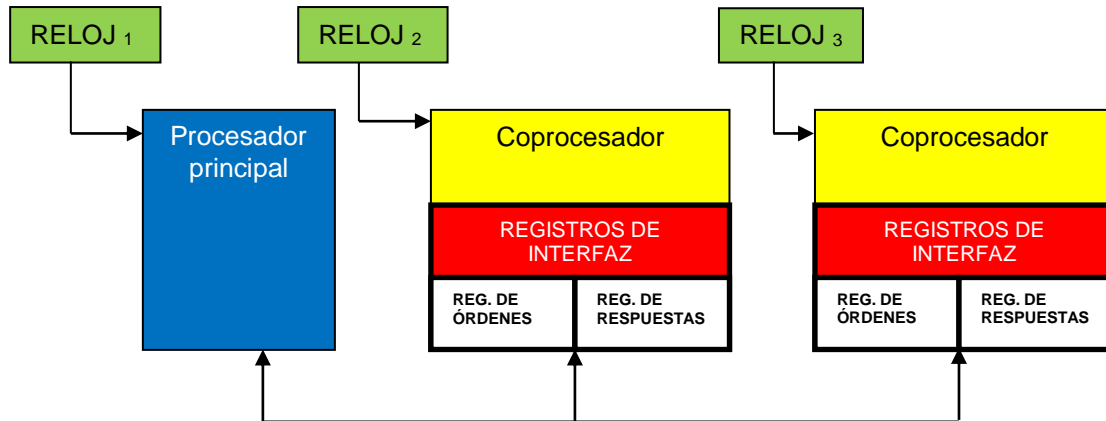 RELOJ 1
RELOJ 2
RELOJ 3
Procesador
principal
Coprocesador
REGISTROS DE
INTERFAZ
REG. DE
ÓRDENES
REG. DE
RESPUESTAS
Coprocesador
REGISTROS DE
INTERFAZ
REG. DE
ÓRDENES
REG. DE
RESPUESTAS